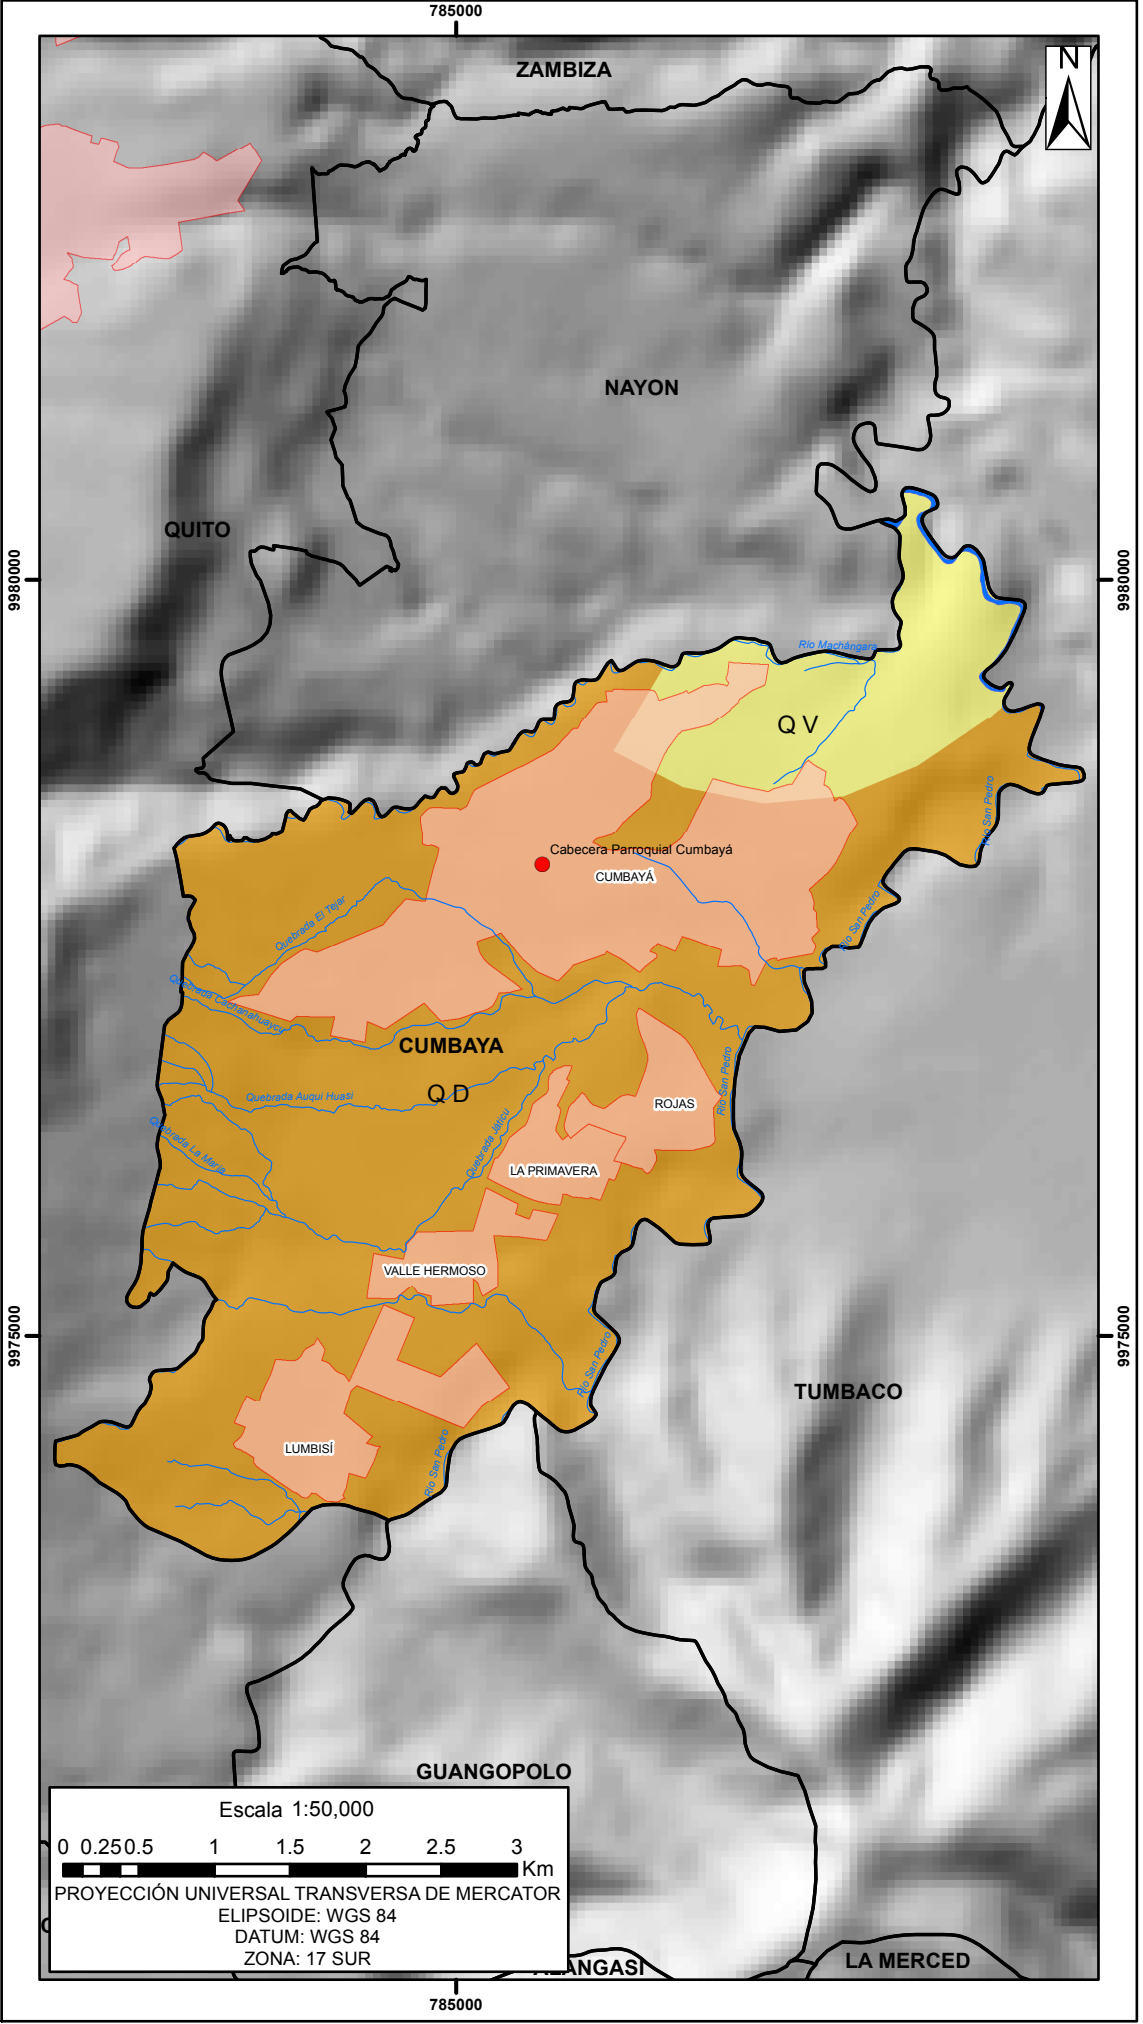 785000
ZAMBIZA
N
NAYON
QUITO
9980000
9980000
Río Machángara
Q V
Río San Pedro
Cabecera Parroquial Cumbayá
CUMBAYÁ
Quebrada El Tejar
Río San Pedro
Quebrada Cachanahuaycu
CUMBAYA
Q D
Quebrada Auqui Huasi
Río San Pedro
ROJAS
Quebrada La María
Quebrada Játicu
LA PRIMAVERA
VALLE HERMOSO
9975000
9975000
Río San Pedro
TUMBACO
LUMBISÍ
Río San Pedro
GUANGOPOLO
Escala 1:50,000
0 0.25 0.5 1 1.5 2 2.5 3
Km
PROYECCIÓN UNIVERSAL TRANSVERSA DE MERCATOR
ELIPSOIDE: WGS 84
DATUM: WGS 84
ZONA: 17 SUR
ALANGASI
LA MERCED
785000